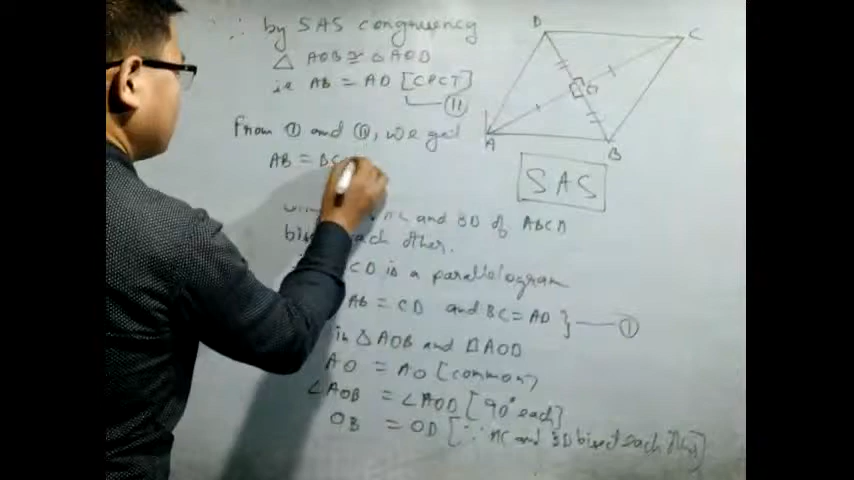 ∴ by SAS congruency
△ AOB ≅ △ AOD
ie AB = AD [CPCT]
—— II
From I and II, we get
AB = BC
D
C
O
A
B
SAS
and BD of ABCD
each other.
CD is a parallologram
AB = CD and BC = AD } —— I
in △ AOB and △ AOD
AO = AO [common]
∠AOB = ∠AOD [90° each]
OB = OD [∵ AC and BD bisect each other]